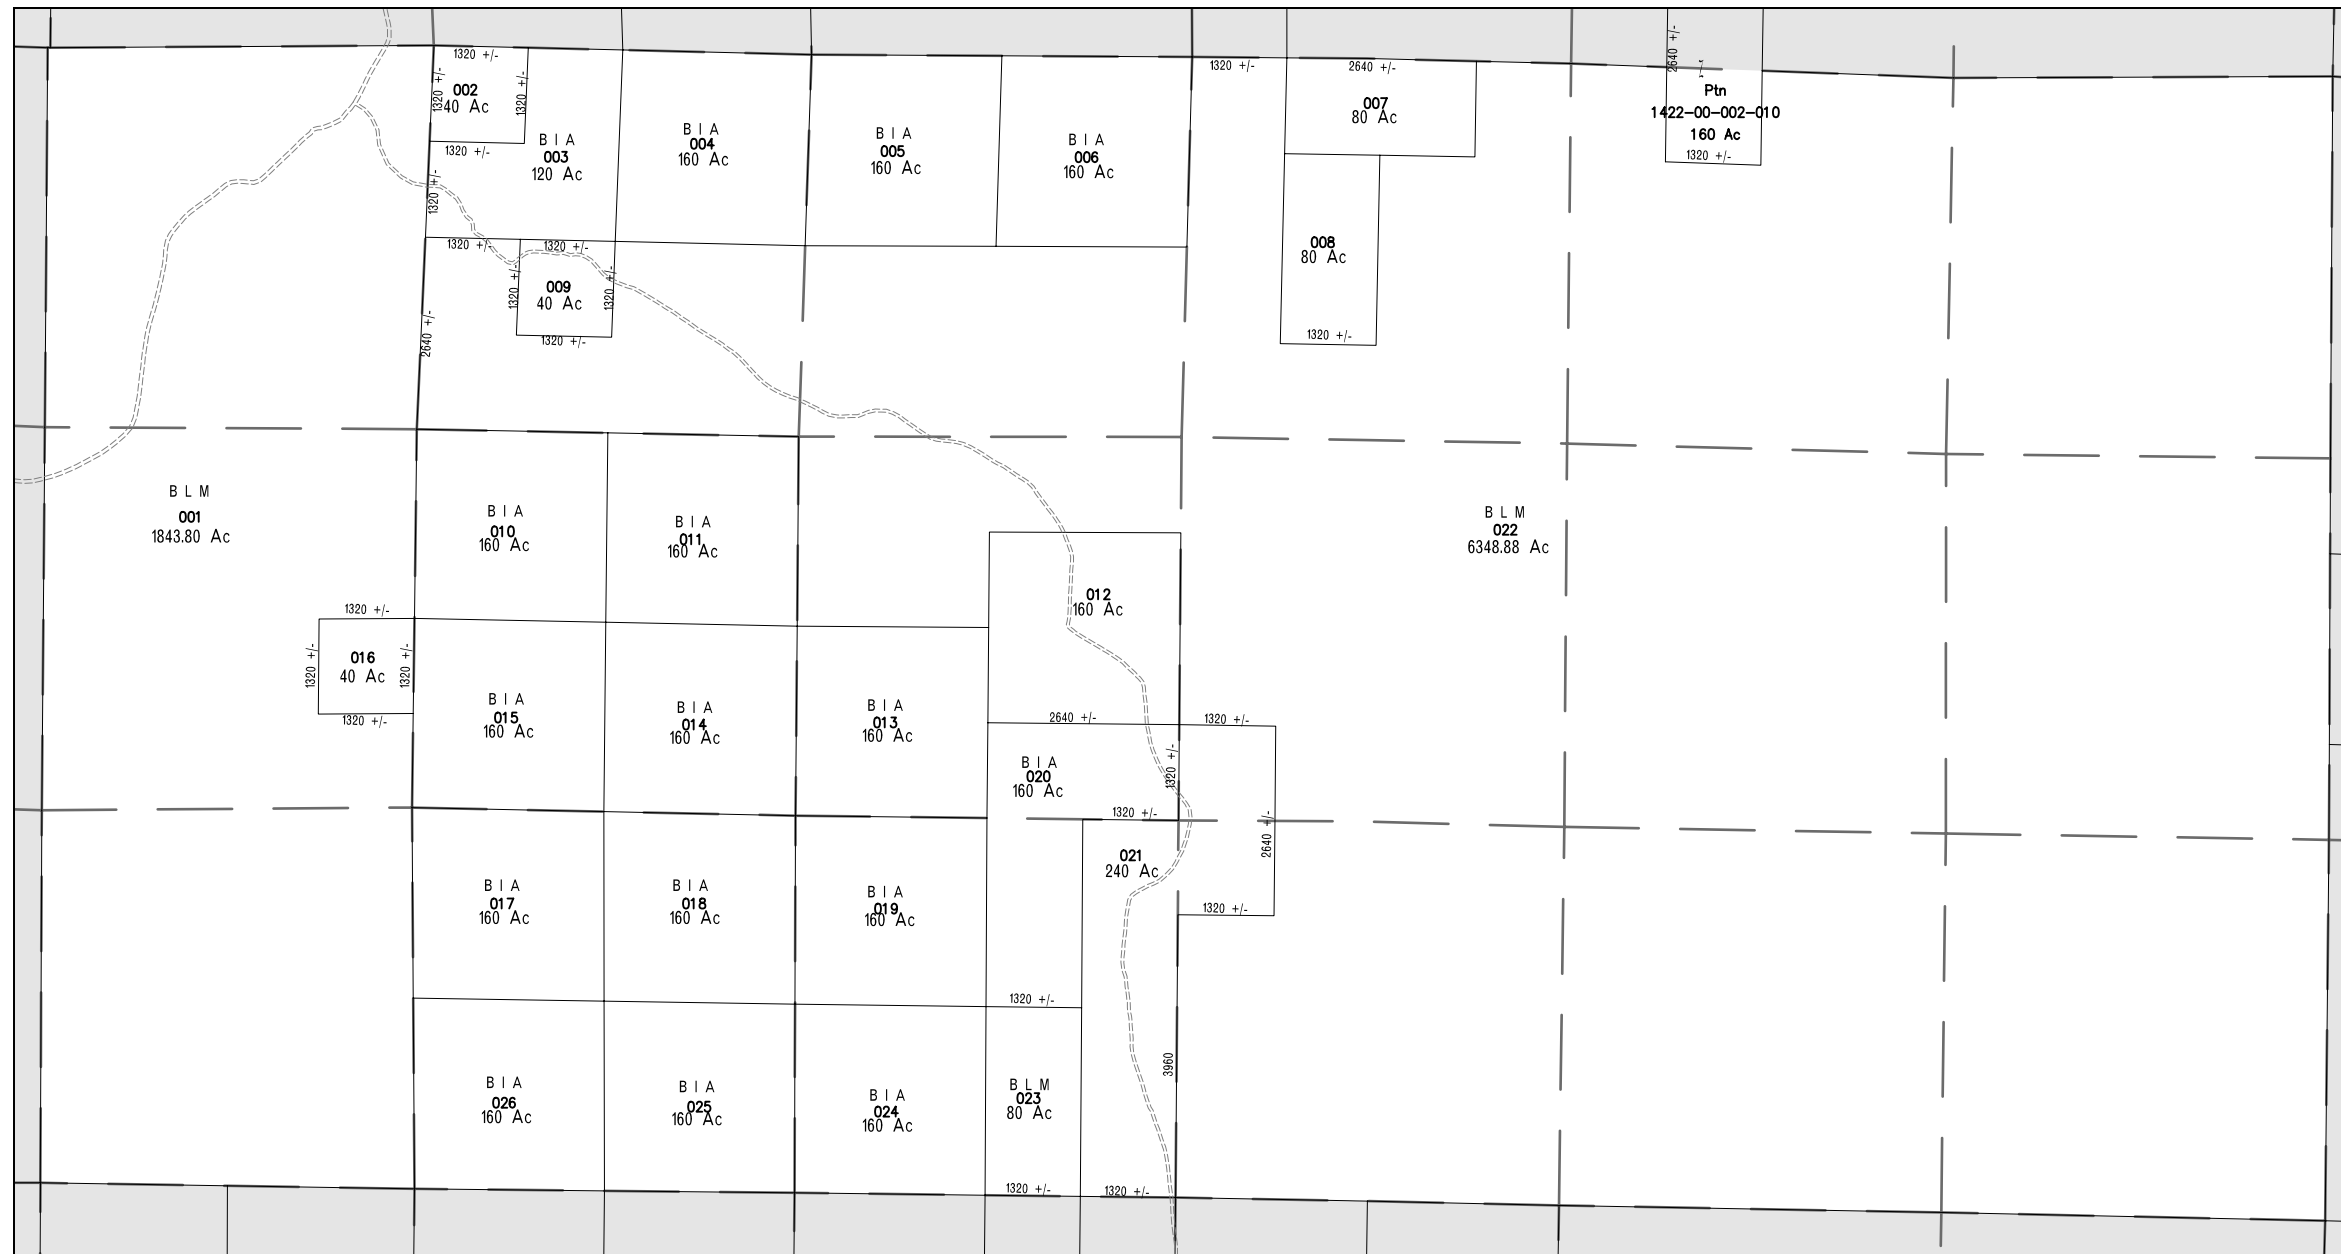 1320 +/-
1320 +/-
1320 +/-
002
40 Ac
1320 +/-
B I A
003
120 Ac
1320 +/-
B I A
004
160 Ac
B I A
005
160 Ac
B I A
006
160 Ac
1320 +/-
2640 +/-
007
80 Ac
2640 +/-
Ptn
1422-00-002-010
160 Ac
1320 +/-
1320 +/-
1320 +/-
1320 +/-
1320 +/-
009
40 Ac
1320 +/-
2640 +/-
008
80 Ac
1320 +/-
B L M
001
1843.80 Ac
B I A
010
160 Ac
B I A
011
160 Ac
B L M
022
6348.88 Ac
012
160 Ac
1320 +/-
1320 +/-
1320 +/-
016
40 Ac
1320 +/-
B I A
015
160 Ac
B I A
014
160 Ac
B I A
013
160 Ac
2640 +/-
1320 +/-
B I A
020
160 Ac
1320 +/-
1320 +/-
2640 +/-
021
240 Ac
1320 +/-
B I A
017
160 Ac
B I A
018
160 Ac
B I A
019
160 Ac
1320 +/-
3960
B I A
026
160 Ac
B I A
025
160 Ac
B I A
024
160 Ac
B L M
023
80 Ac
1320 +/-
1320 +/-